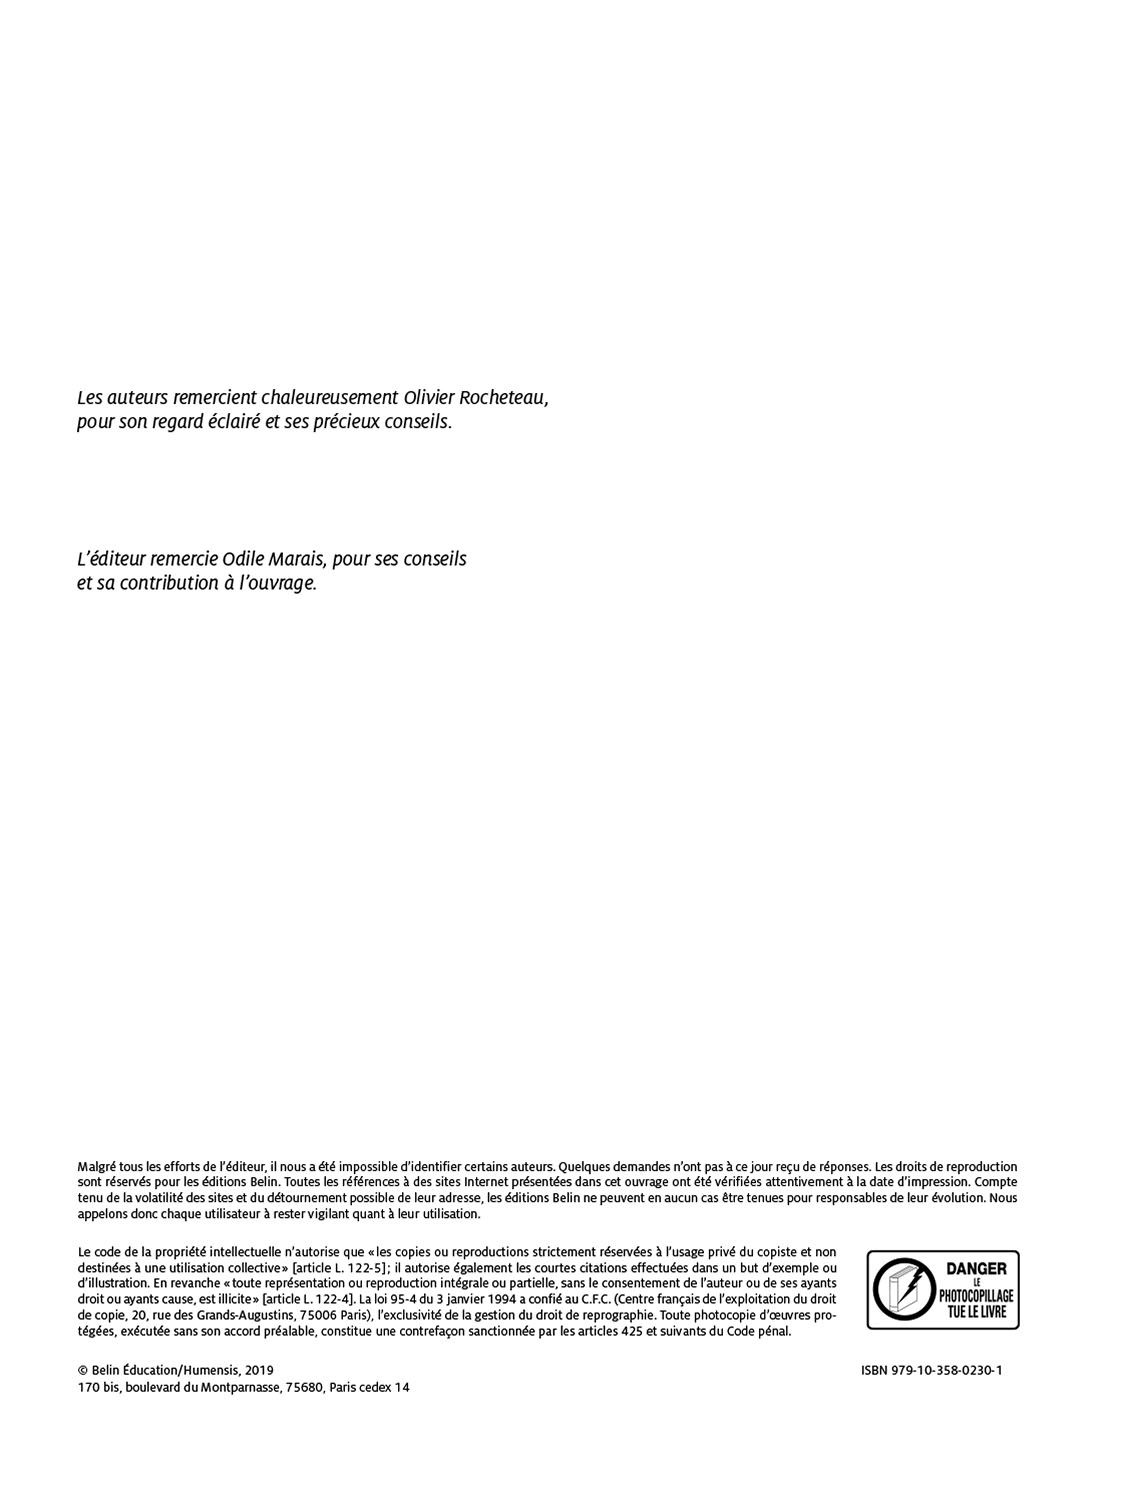 Les auteurs remercient chaleureusement Olivier Rocheteau,
pour son regard éclairé et ses précieux conseils.
L’éditeur remercie Odile Marais, pour ses conseils
et sa contribution à l’ouvrage.
Malgré tous les efforts de l’éditeur, il nous a été impossible d’identifier certains auteurs. Quelques demandes n’ont pas à ce jour reçu de réponses. Les droits de reproduction
sont réservés pour les éditions Belin. Toutes les références à des sites Internet présentées dans cet ouvrage ont été vérifiées attentivement à la date d’impression. Compte
tenu de la volatilité des sites et du détournement possible de leur adresse, les éditions Belin ne peuvent en aucun cas être tenues pour responsables de leur évolution. Nous
appelons donc chaque utilisateur à rester vigilant quant à leur utilisation.
Le code de la propriété intellectuelle n’autorise que « les copies ou reproductions strictement réservées à l’usage privé du copiste et non
destinées à une utilisation collective » [article L. 122-5] ; il autorise également les courtes citations effectuées dans un but d’exemple ou
d’illustration. En revanche « toute représentation ou reproduction intégrale ou partielle, sans le consentement de l’auteur ou de ses ayants
droit ou ayants cause, est illicite » [article L. 122-4]. La loi 95-4 du 3 janvier 1994 a confié au C.F.C. (Centre français de l’exploitation du droit
de copie, 20, rue des Grands-Augustins, 75006 Paris), l’exclusivité de la gestion du droit de reprographie. Toute photocopie d’œuvres pro-
tégées, exécutée sans son accord préalable, constitue une contrefaçon sanctionnée par les articles 425 et suivants du Code pénal.
DANGER
LE
PHOTOCOPILLAGE
TUE LE LIVRE
© Belin Éducation/Humensis, 2019
170 bis, boulevard du Montparnasse, 75680, Paris cedex 14
ISBN 979-10-358-0230-1